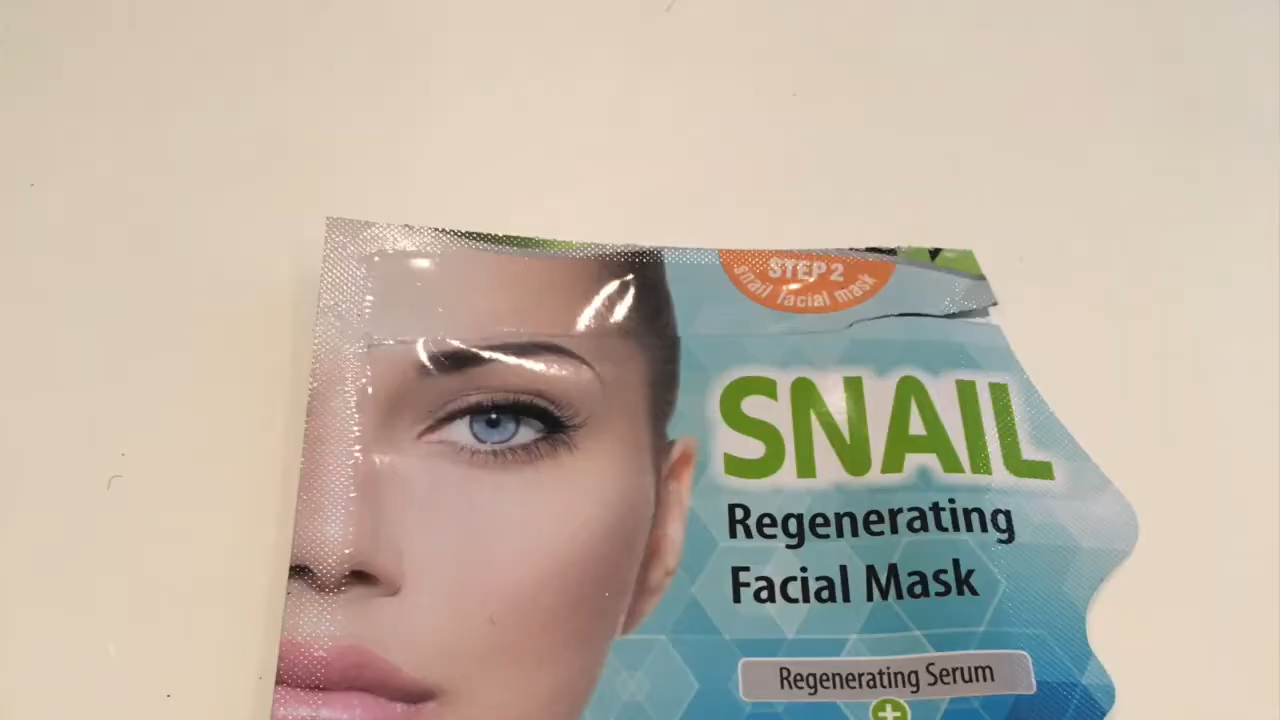 STEP 2
snail facial mask
SNAIL
Regenerating
Facial Mask
Regenerating Serum
+